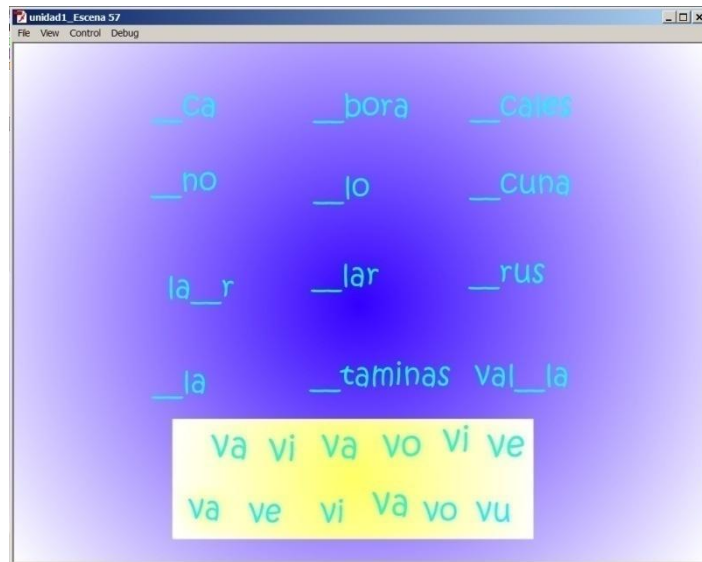 unidad1_Escena 57
File View Control Debug
__ca __bora __cales
__no __lo __cuna
la__r __lar __rus
__la __taminas val__la
va vi va vo vi ve
va ve vi va vo vu